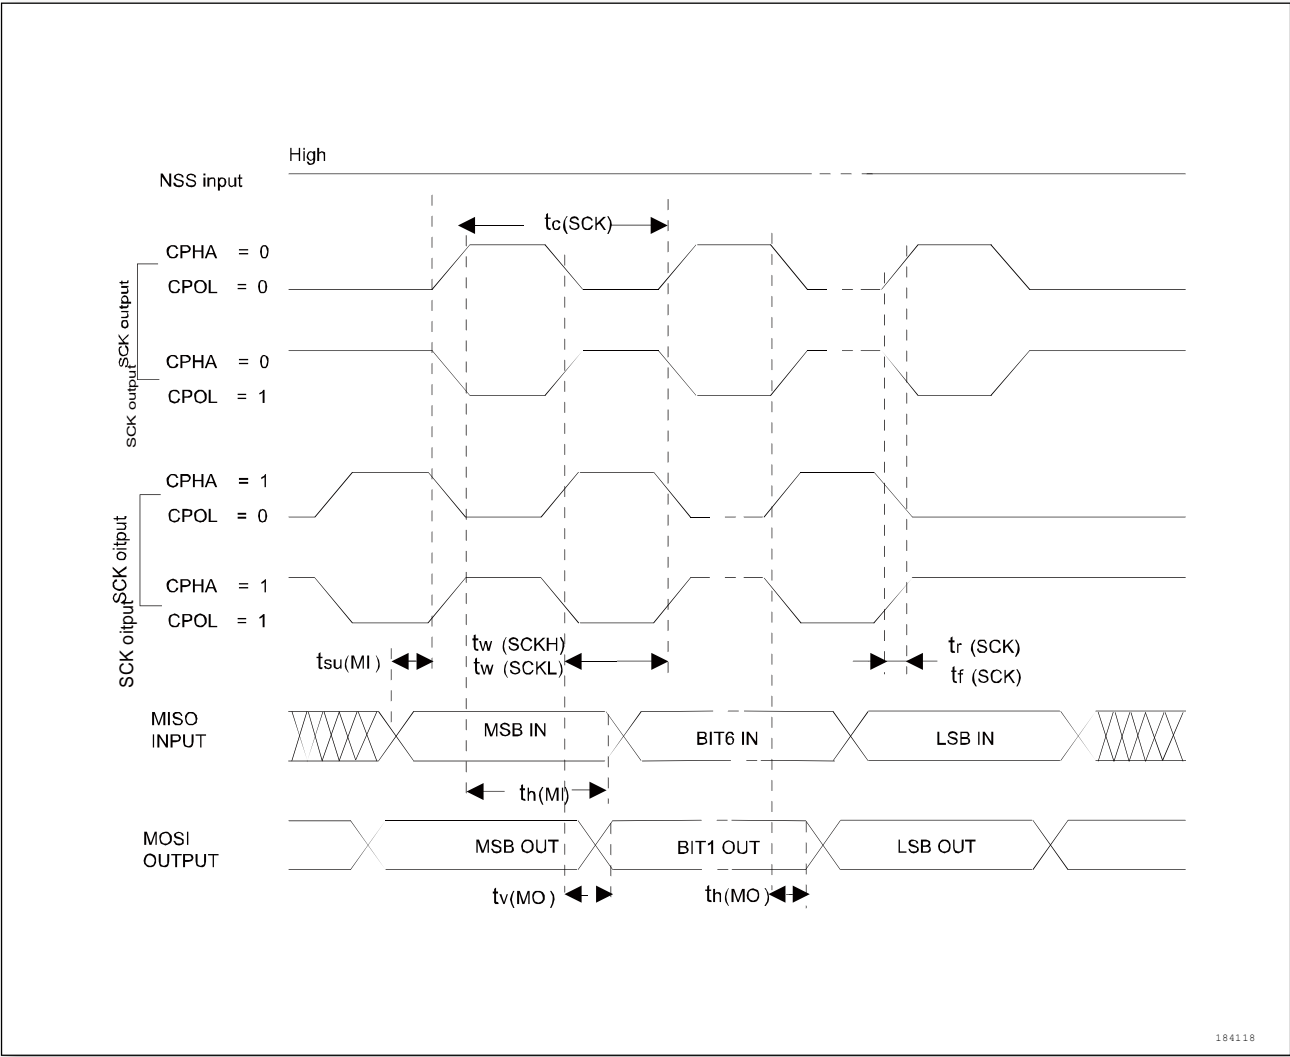 High
NSS input
tc(SCK)
CPHA = 0
CPOL = 0
SCK output
CPHA = 0
CPOL = 1
SCK output
CPHA = 1
CPOL = 0
SCK oitput
CPHA = 1
CPOL = 1
SCK oitput
tsu(MI)
tw (SCKH)
tw (SCKL)
tr (SCK)
tf (SCK)
MISO
INPUT
MSB IN
BIT6 IN
LSB IN
th(MI)
MOSI
OUTPUT
MSB OUT
BIT1 OUT
LSB OUT
tv(MO)
th(MO)
184118